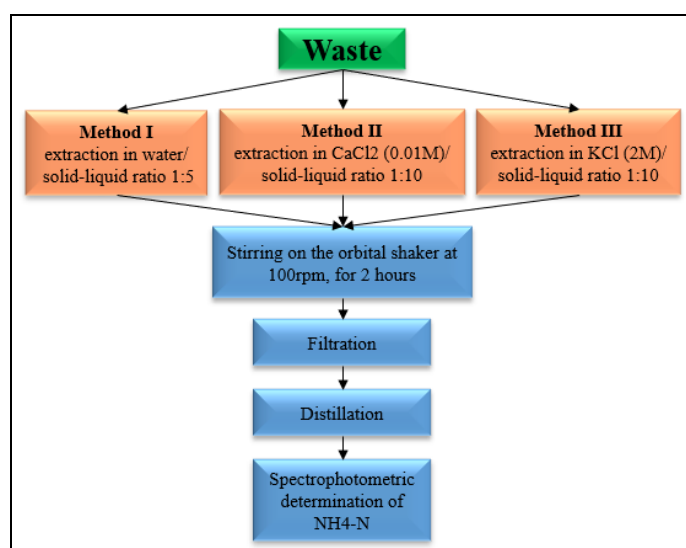 Waste
Method I
extraction in water/
solid-liquid ratio 1:5
Method II
extraction in CaCl2 (0.01M)/
solid-liquid ratio 1:10
Method III
extraction in KCl (2M)/
solid-liquid ratio 1:10
Stirring on the orbital shaker at
100rpm, for 2 hours
Filtration
Distillation
Spectrophotometric
determination of
NH4-N